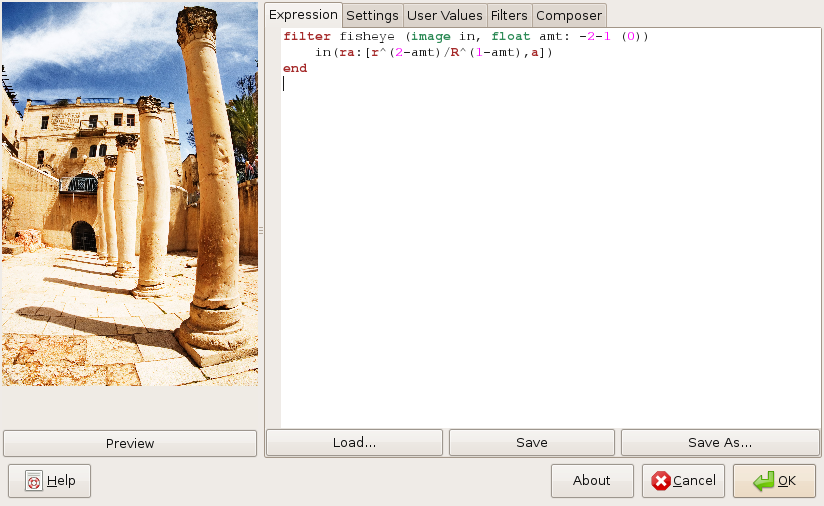 Expression Settings User Values Filters Composer
filter fisheye (image in, float amt: -2-1 (0))
    in(ra:[r^(2-amt)/R^(1-amt),a])
end
Preview Load... Save Save As...
Help About Cancel OK